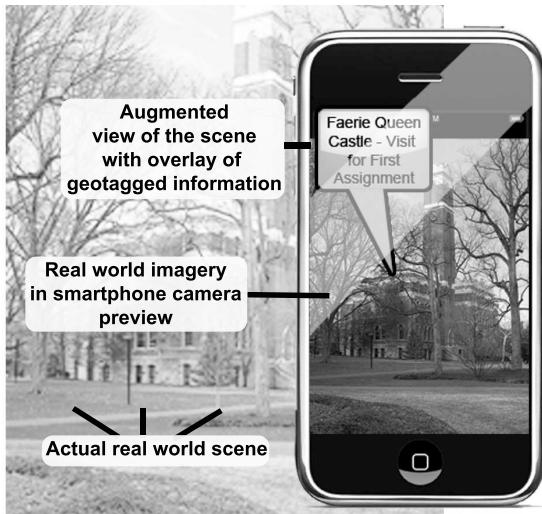 Augmented
view of the scene
with overlay of
geotagged information
Faerie Queen
Castle - Visit
for First
Assignment
Real world imagery
in smartphone camera
preview
Actual real world scene